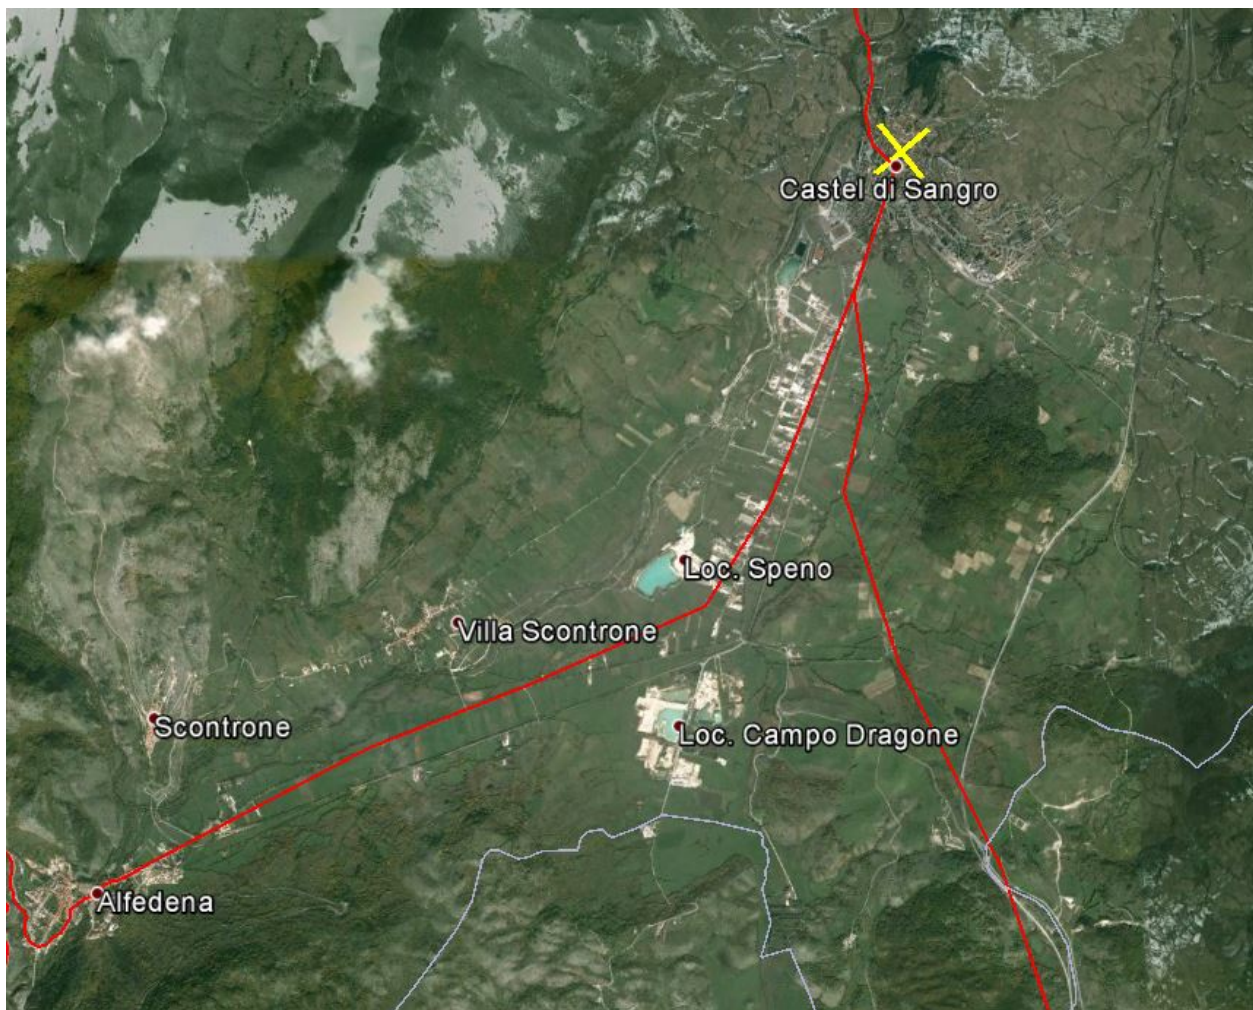 Castel di Sangro
Loc. Speno
Villa Scontrone
Scontrone
Loc. Campo Dragone
Alfedena